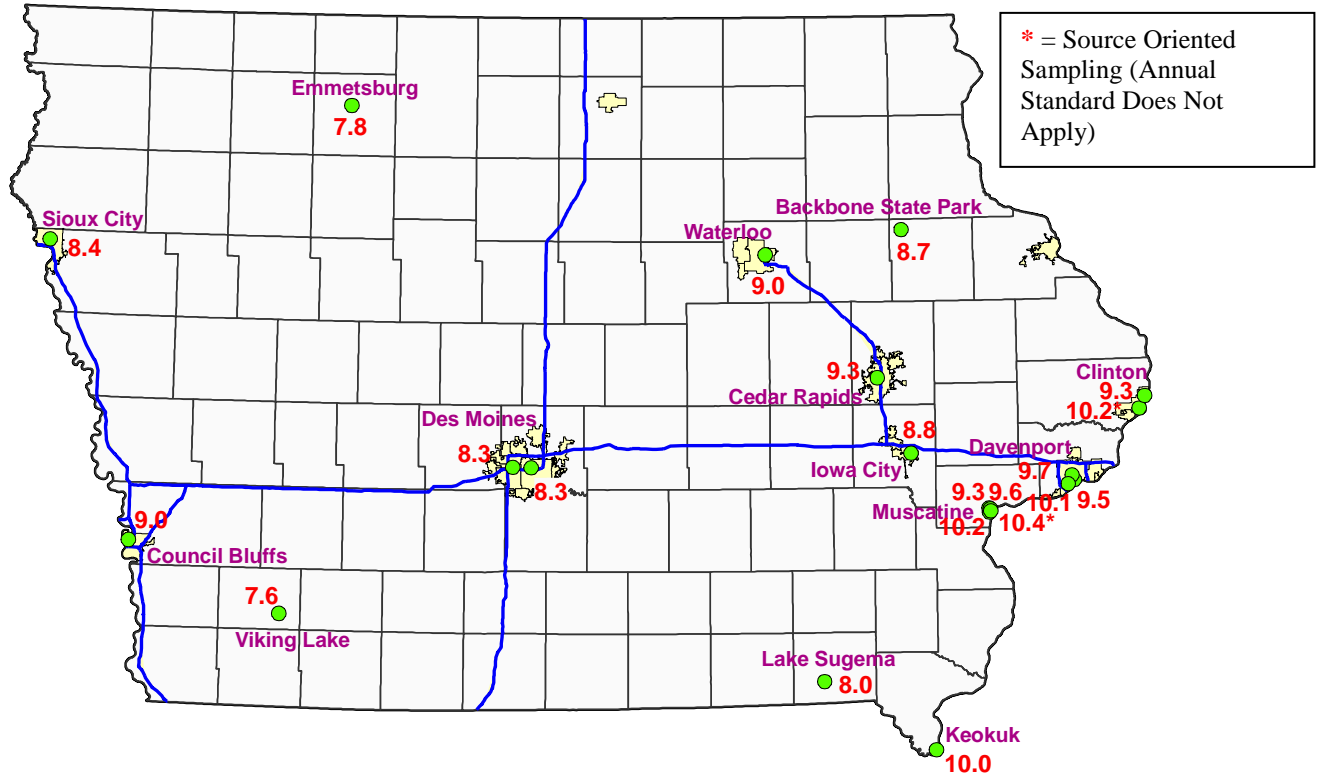 * = Source Oriented
Sampling (Annual
Standard Does Not
Apply)
Emmetsburg
7.8
Sioux City
8.4
Backbone State Park
8.7
Waterloo
9.0
9.3
Cedar Rapids
Clinton
9.3
10.2*
Des Moines
8.3
8.3
8.8
Iowa City
Davenport
9.7
10.1
9.5
9.3
9.6
Muscatine
10.2
10.4*
9.0
Council Bluffs
7.6
Viking Lake
Lake Sugema
8.0
Keokuk
10.0